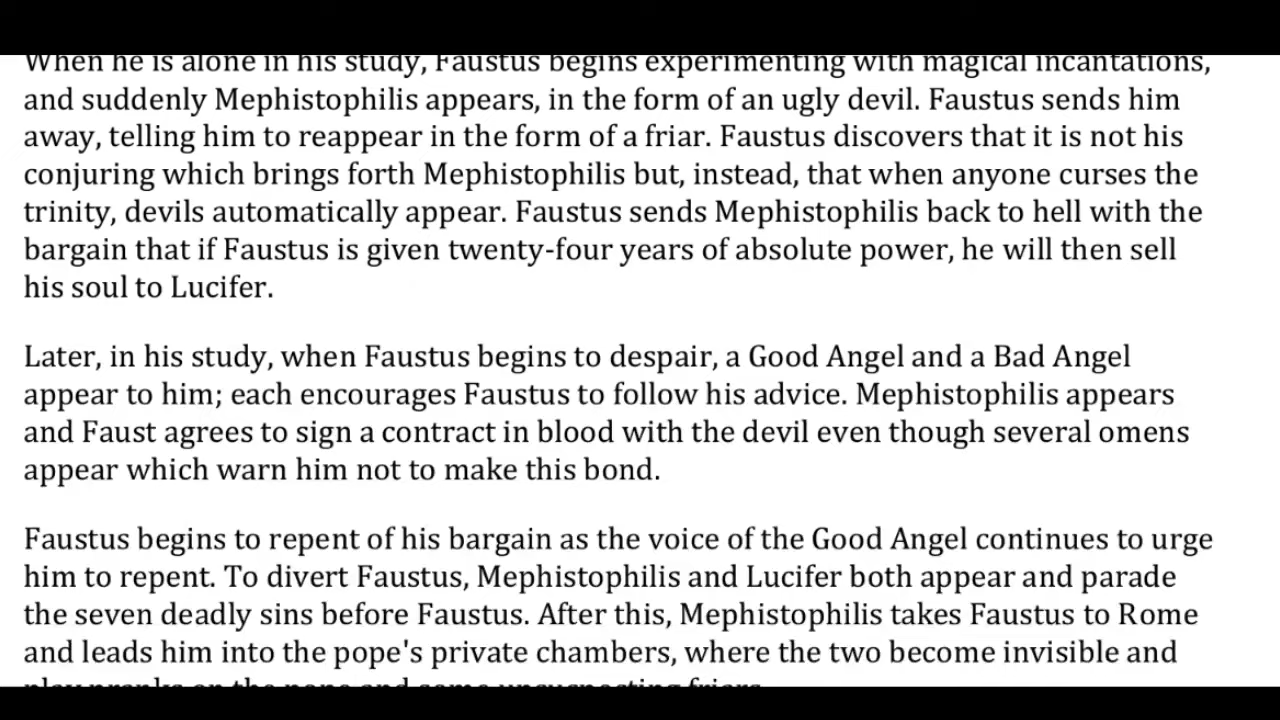 When he is alone in his study, Faustus begins experimenting with magical incantations,
and suddenly Mephistophilis appears, in the form of an ugly devil. Faustus sends him
away, telling him to reappear in the form of a friar. Faustus discovers that it is not his
conjuring which brings forth Mephistophilis but, instead, that when anyone curses the
trinity, devils automatically appear. Faustus sends Mephistophilis back to hell with the
bargain that if Faustus is given twenty-four years of absolute power, he will then sell
his soul to Lucifer.
Later, in his study, when Faustus begins to despair, a Good Angel and a Bad Angel
appear to him; each encourages Faustus to follow his advice. Mephistophilis appears
and Faust agrees to sign a contract in blood with the devil even though several omens
appear which warn him not to make this bond.
Faustus begins to repent of his bargain as the voice of the Good Angel continues to urge
him to repent. To divert Faustus, Mephistophilis and Lucifer both appear and parade
the seven deadly sins before Faustus. After this, Mephistophilis takes Faustus to Rome
and leads him into the pope's private chambers, where the two become invisible and
play pranks on the pope and some unsuspecting friars.